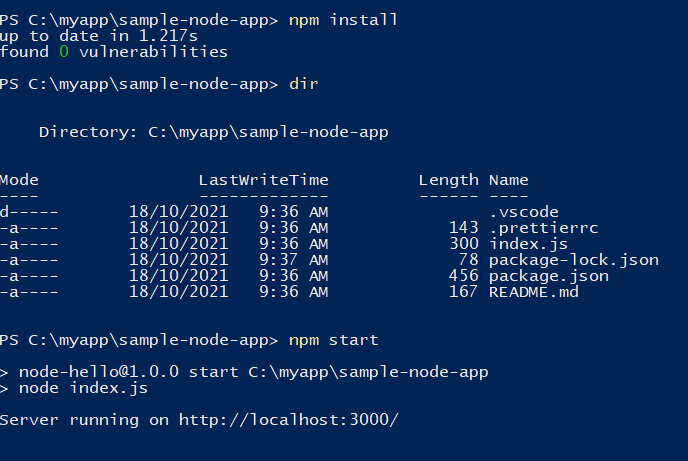 PS C:\myapp\sample-node-app> npm install
up to date in 1.217s
found 0 vulnerabilities
PS C:\myapp\sample-node-app> dir
Directory: C:\myapp\sample-node-app
Mode LastWriteTime Length Name
---- ------------- ------ ----
d----- 18/10/2021 9:36 AM .vscode
-a---- 18/10/2021 9:36 AM 143 .prettierrc
-a---- 18/10/2021 9:36 AM 300 index.js
-a---- 18/10/2021 9:37 AM 78 package-lock.json
-a---- 18/10/2021 9:36 AM 456 package.json
-a---- 18/10/2021 9:36 AM 167 README.md
PS C:\myapp\sample-node-app> npm start
> node-hello@1.0.0 start C:\myapp\sample-node-app
> node index.js
Server running on http://localhost:3000/